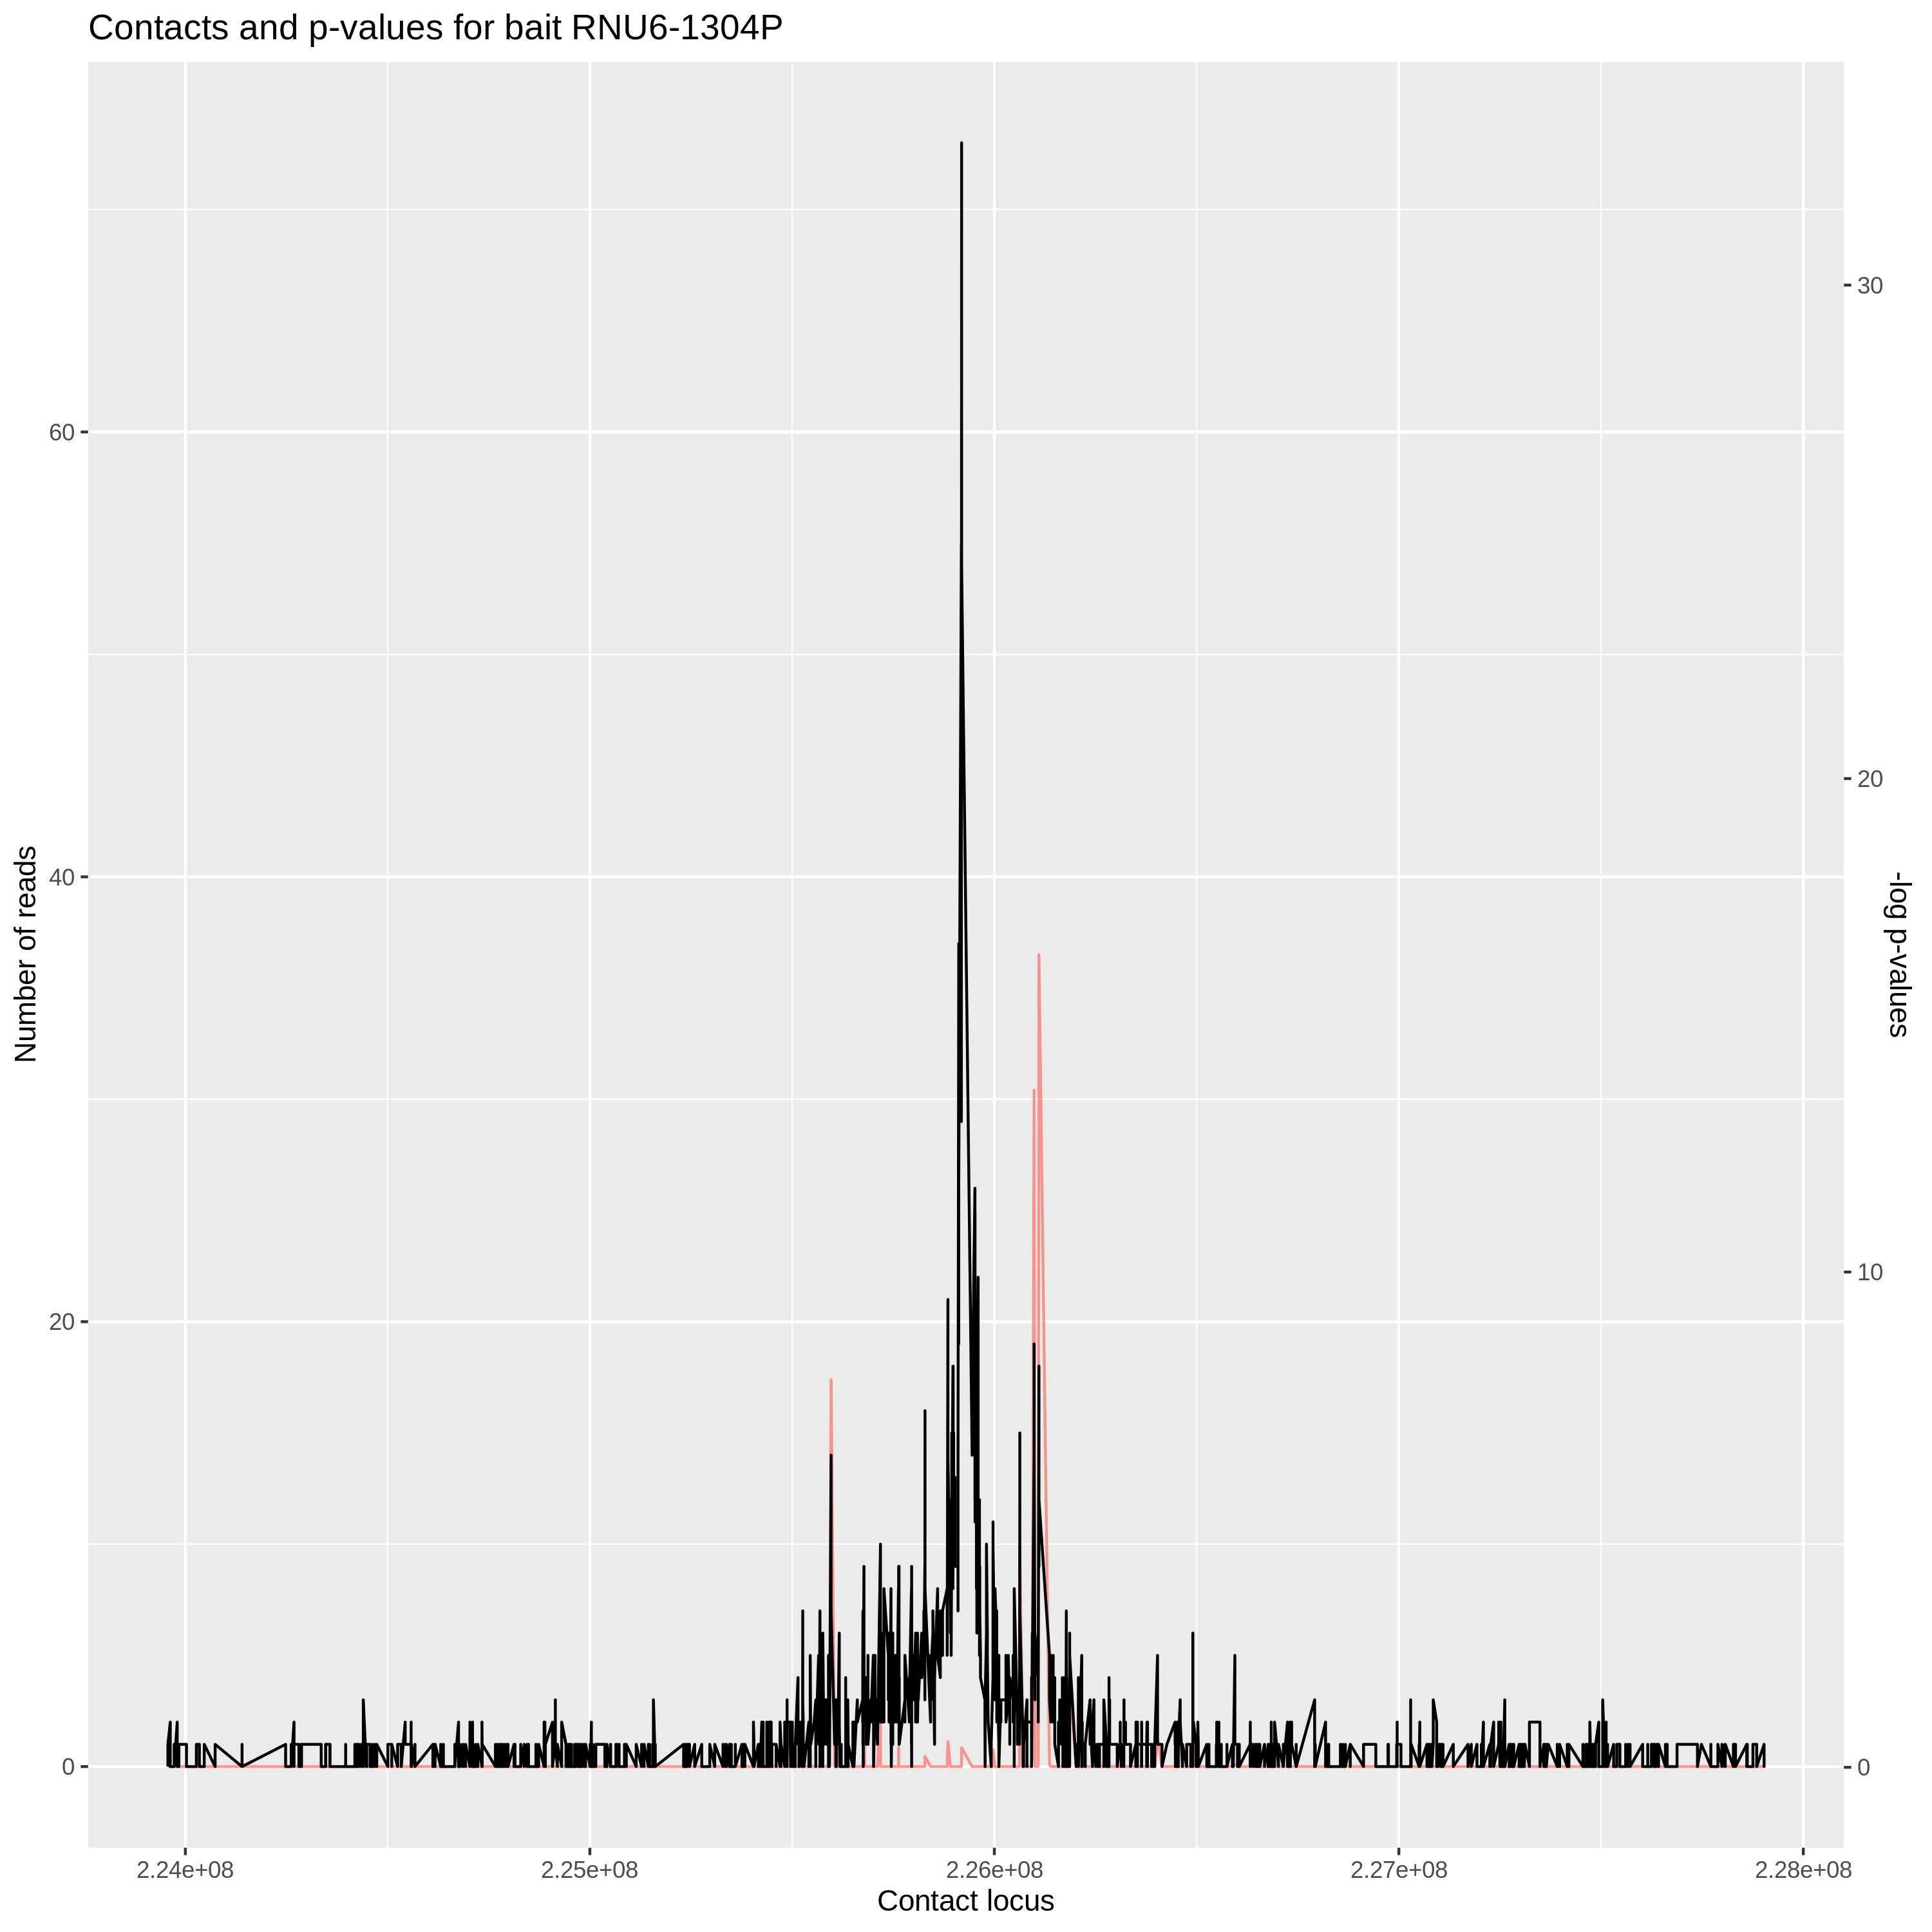 Contacts and p-values for bait RNU6-1304P
60
40
20
0
30
20
10
0
Number of reads
-log p-values
2.24e+08 2.25e+08 2.26e+08 2.27e+08 2.28e+08
Contact locus